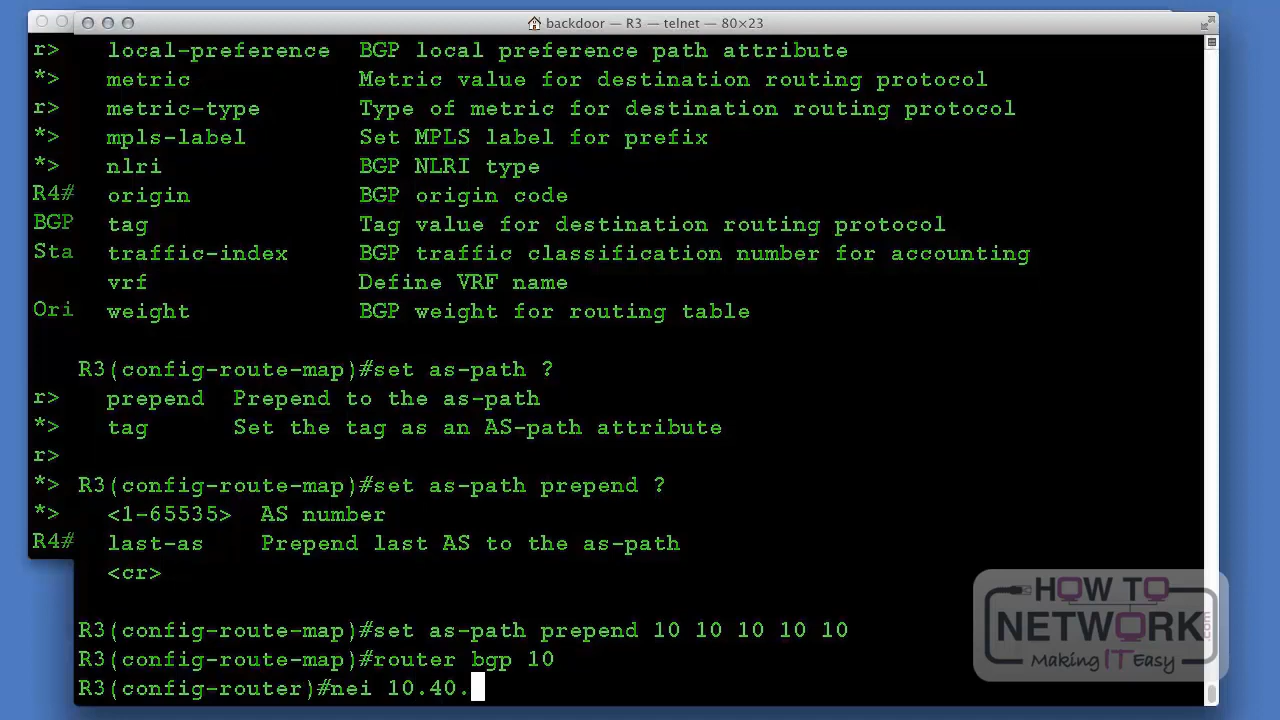 backdoor — R3 — telnet — 80×23
r> local-preference BGP local preference path attribute
*> metric Metric value for destination routing protocol
r> metric-type Type of metric for destination routing protocol
*> mpls-label Set MPLS label for prefix
*> nlri BGP NLRI type
R4# origin BGP origin code
BGP tag Tag value for destination routing protocol
Sta traffic-index BGP traffic classification number for accounting
vrf Define VRF name
Ori weight BGP weight for routing table
R3(config-route-map)#set as-path ?
r> prepend Prepend to the as-path
*> tag Set the tag as an AS-path attribute
r>
*> R3(config-route-map)#set as-path prepend ?
*> <1-65535> AS number
R4# last-as Prepend last AS to the as-path
<cr>
R3(config-route-map)#set as-path prepend 10 10 10 10 10
R3(config-route-map)#router bgp 10
R3(config-router)#nei 10.40.
HOW TO
NETWORK.com
Making IT Easy